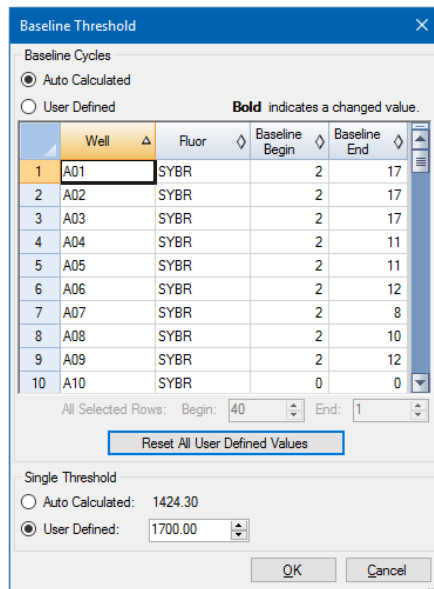 Baseline Threshold
Baseline Cycles
Auto Calculated
User Defined Bold indicates a changed value.
Well Fluor Baseline Begin Baseline End
1 A01 SYBR 2 17
2 A02 SYBR 2 17
3 A03 SYBR 2 17
4 A04 SYBR 2 11
5 A05 SYBR 2 11
6 A06 SYBR 2 12
7 A07 SYBR 2 8
8 A08 SYBR 2 10
9 A09 SYBR 2 12
10 A10 SYBR 0 0
All Selected Rows: Begin: 40 End: 1
Reset All User Defined Values
Single Threshold
Auto Calculated: 1424.30
User Defined: 1700.00
OK Cancel